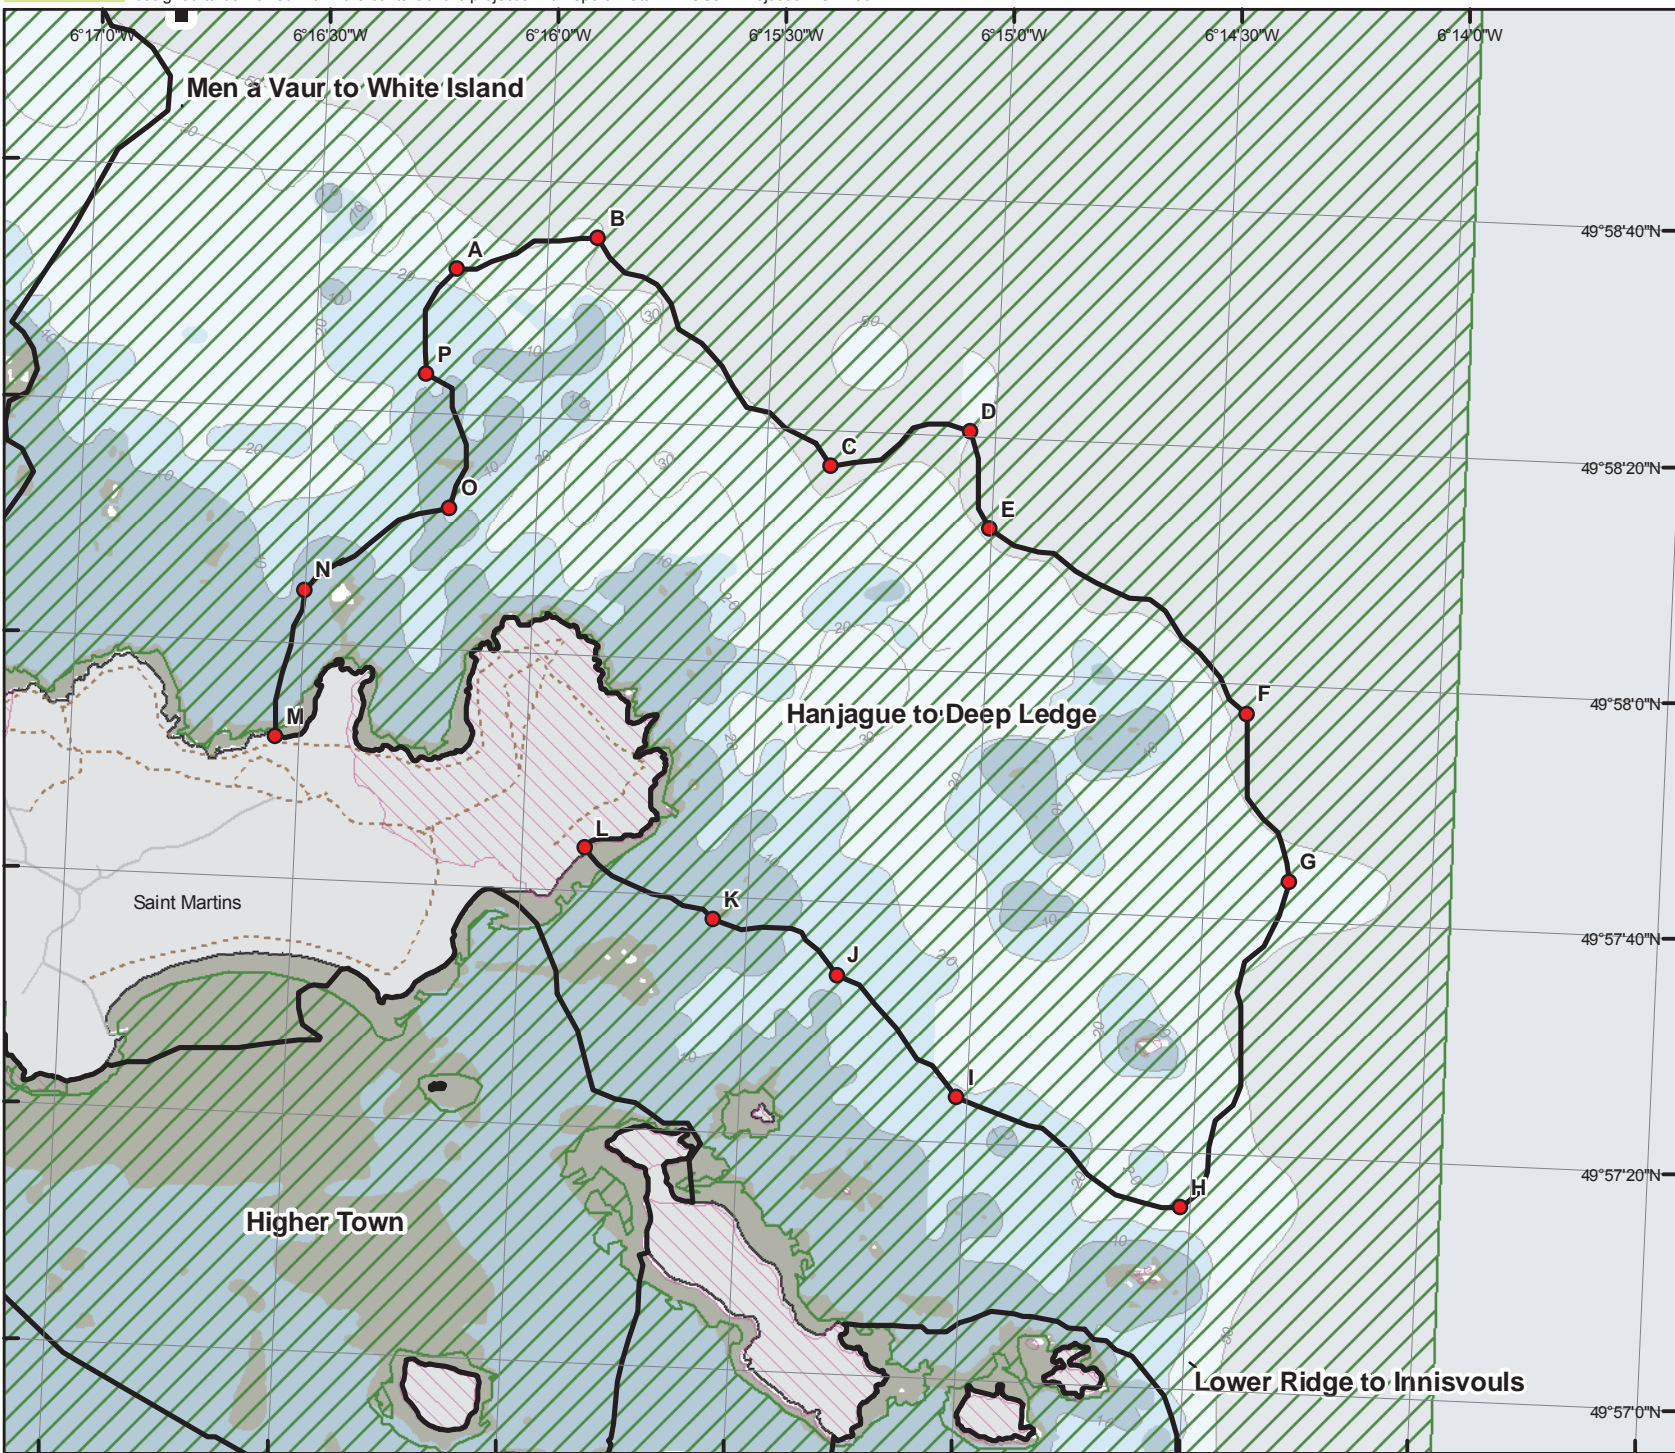 6°17'0"W 6°16'30"W 6°16'0"W 6°15'30"W 6°15'0"W 6°14'30"W 6°14'0"W
Men a Vaur to White Island
B
49°58'40"N
A
P
D
C
49°58'20"N
O
E
N
F
49°58'0"N
Hanjague to Deep Ledge
M
L
G
Saint Martins
K
49°57'40"N
J
I
49°57'20"N
H
Higher Town
Lower Ridge to Innisvouls
49°57'0"N